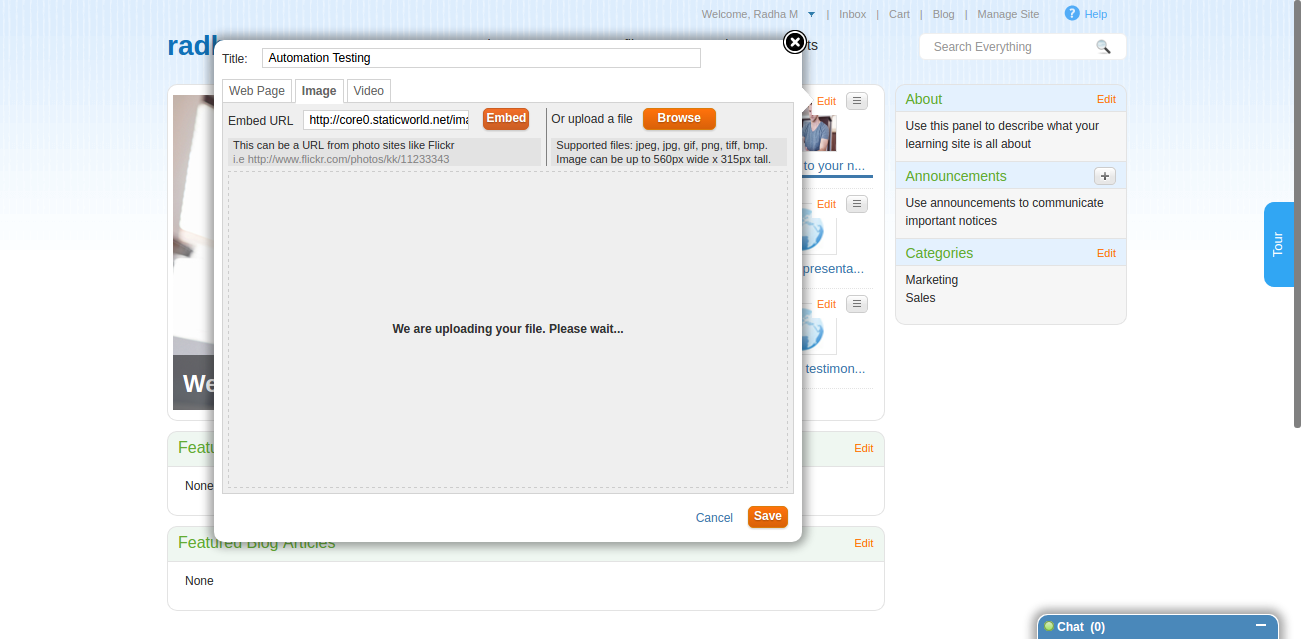 Welcome, Radha M | Inbox | Cart | Blog | Manage Site ? Help
radh
ts
Search Everything
Title: Automation Testing
Web Page Image Video
Embed URL http://core0.staticworld.net/ima Embed
This can be a URL from photo sites like Flickr
i.e http://www.flickr.com/photos/kk/11233343
Or upload a file Browse
Supported files: jpeg, jpg, gif, png, tiff, bmp.
Image can be up to 560px wide x 315px tall.
We are uploading your file. Please wait...
Cancel Save
We
Edit
to your n...
Edit
presenta...
Edit
testimon...
About Edit
Use this panel to describe what your
learning site is all about
Announcements +
Use announcements to communicate
important notices
Categories Edit
Marketing
Sales
Tour
Featu Edit
None
Featured Blog Articles Edit
None
Chat (0)